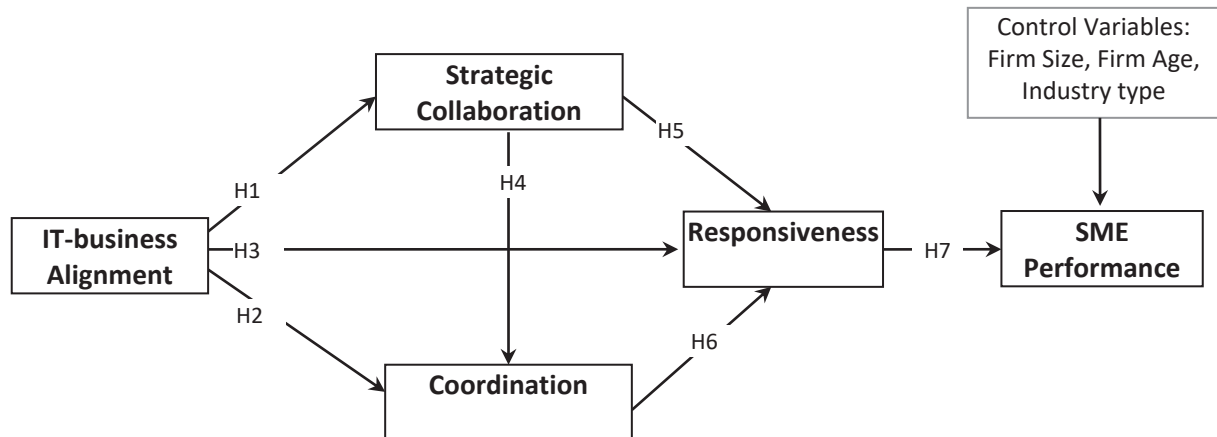 Control Variables:
Firm Size, Firm Age,
Industry type
Strategic
Collaboration
H5
H4
H1
IT-business
Alignment
H3
Responsiveness
H7
SME
Performance
H2
H6
Coordination